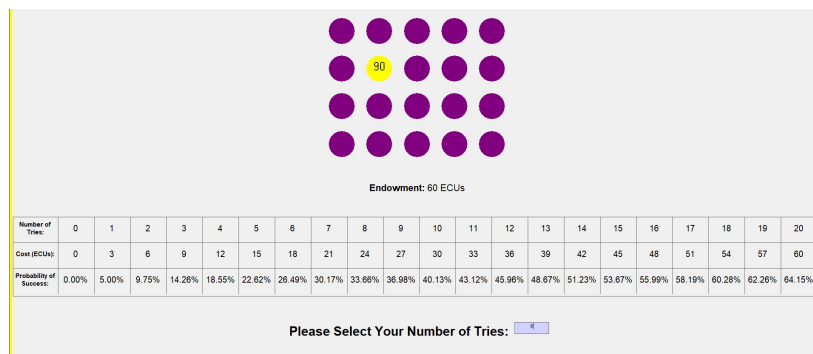 90
Endowment: 60 ECUs
Number of Tries: 0 1 2 3 4 5 6 7 8 9 10 11 12 13 14 15 16 17 18 19 20
Cost (ECUs): 0 3 6 9 12 15 18 21 24 27 30 33 36 39 42 45 48 51 54 57 60
Probability of Success: 0.00% 5.00% 9.75% 14.26% 18.55% 22.62% 26.49% 30.17% 33.66% 36.98% 40.13% 43.12% 45.96% 48.67% 51.23% 53.67% 55.99% 58.19% 60.28% 62.26% 64.15%
Please Select Your Number of Tries: